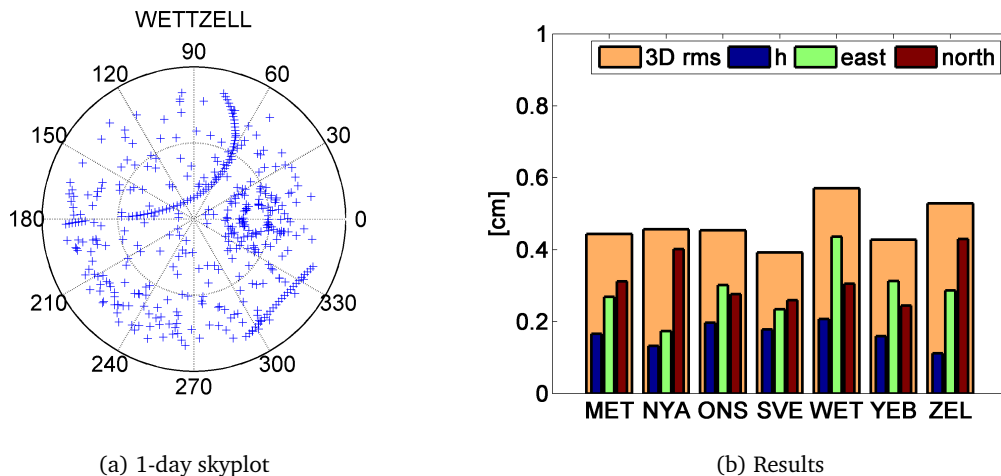 WETTZELL
90
120 60
150 30
180 0
210 330
240 300
270
(a) 1-day skyplot
1
0.8
0.6
0.4
0.2
0
[cm]
3D rms h east north
MET NYA ONS SVE WET YEB ZEL
(b) Results